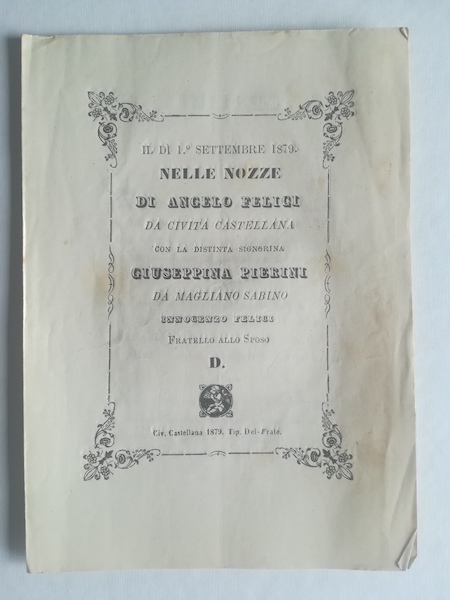 IL DÌ 1.º SETTEMBRE 1879.
NELLE NOZZE
DI ANGELO FELICI
DA CIVITÀ CASTELLANA
CON LA DISTINTA SIGNORINA
GIUSEPPINA PIERINI
DA MAGLIANO SABINO
INNOCENZO FELICI
FRATELLO ALLO SPOSO
D.
Civ. Castellana 1879. Tip. Del-Frate.